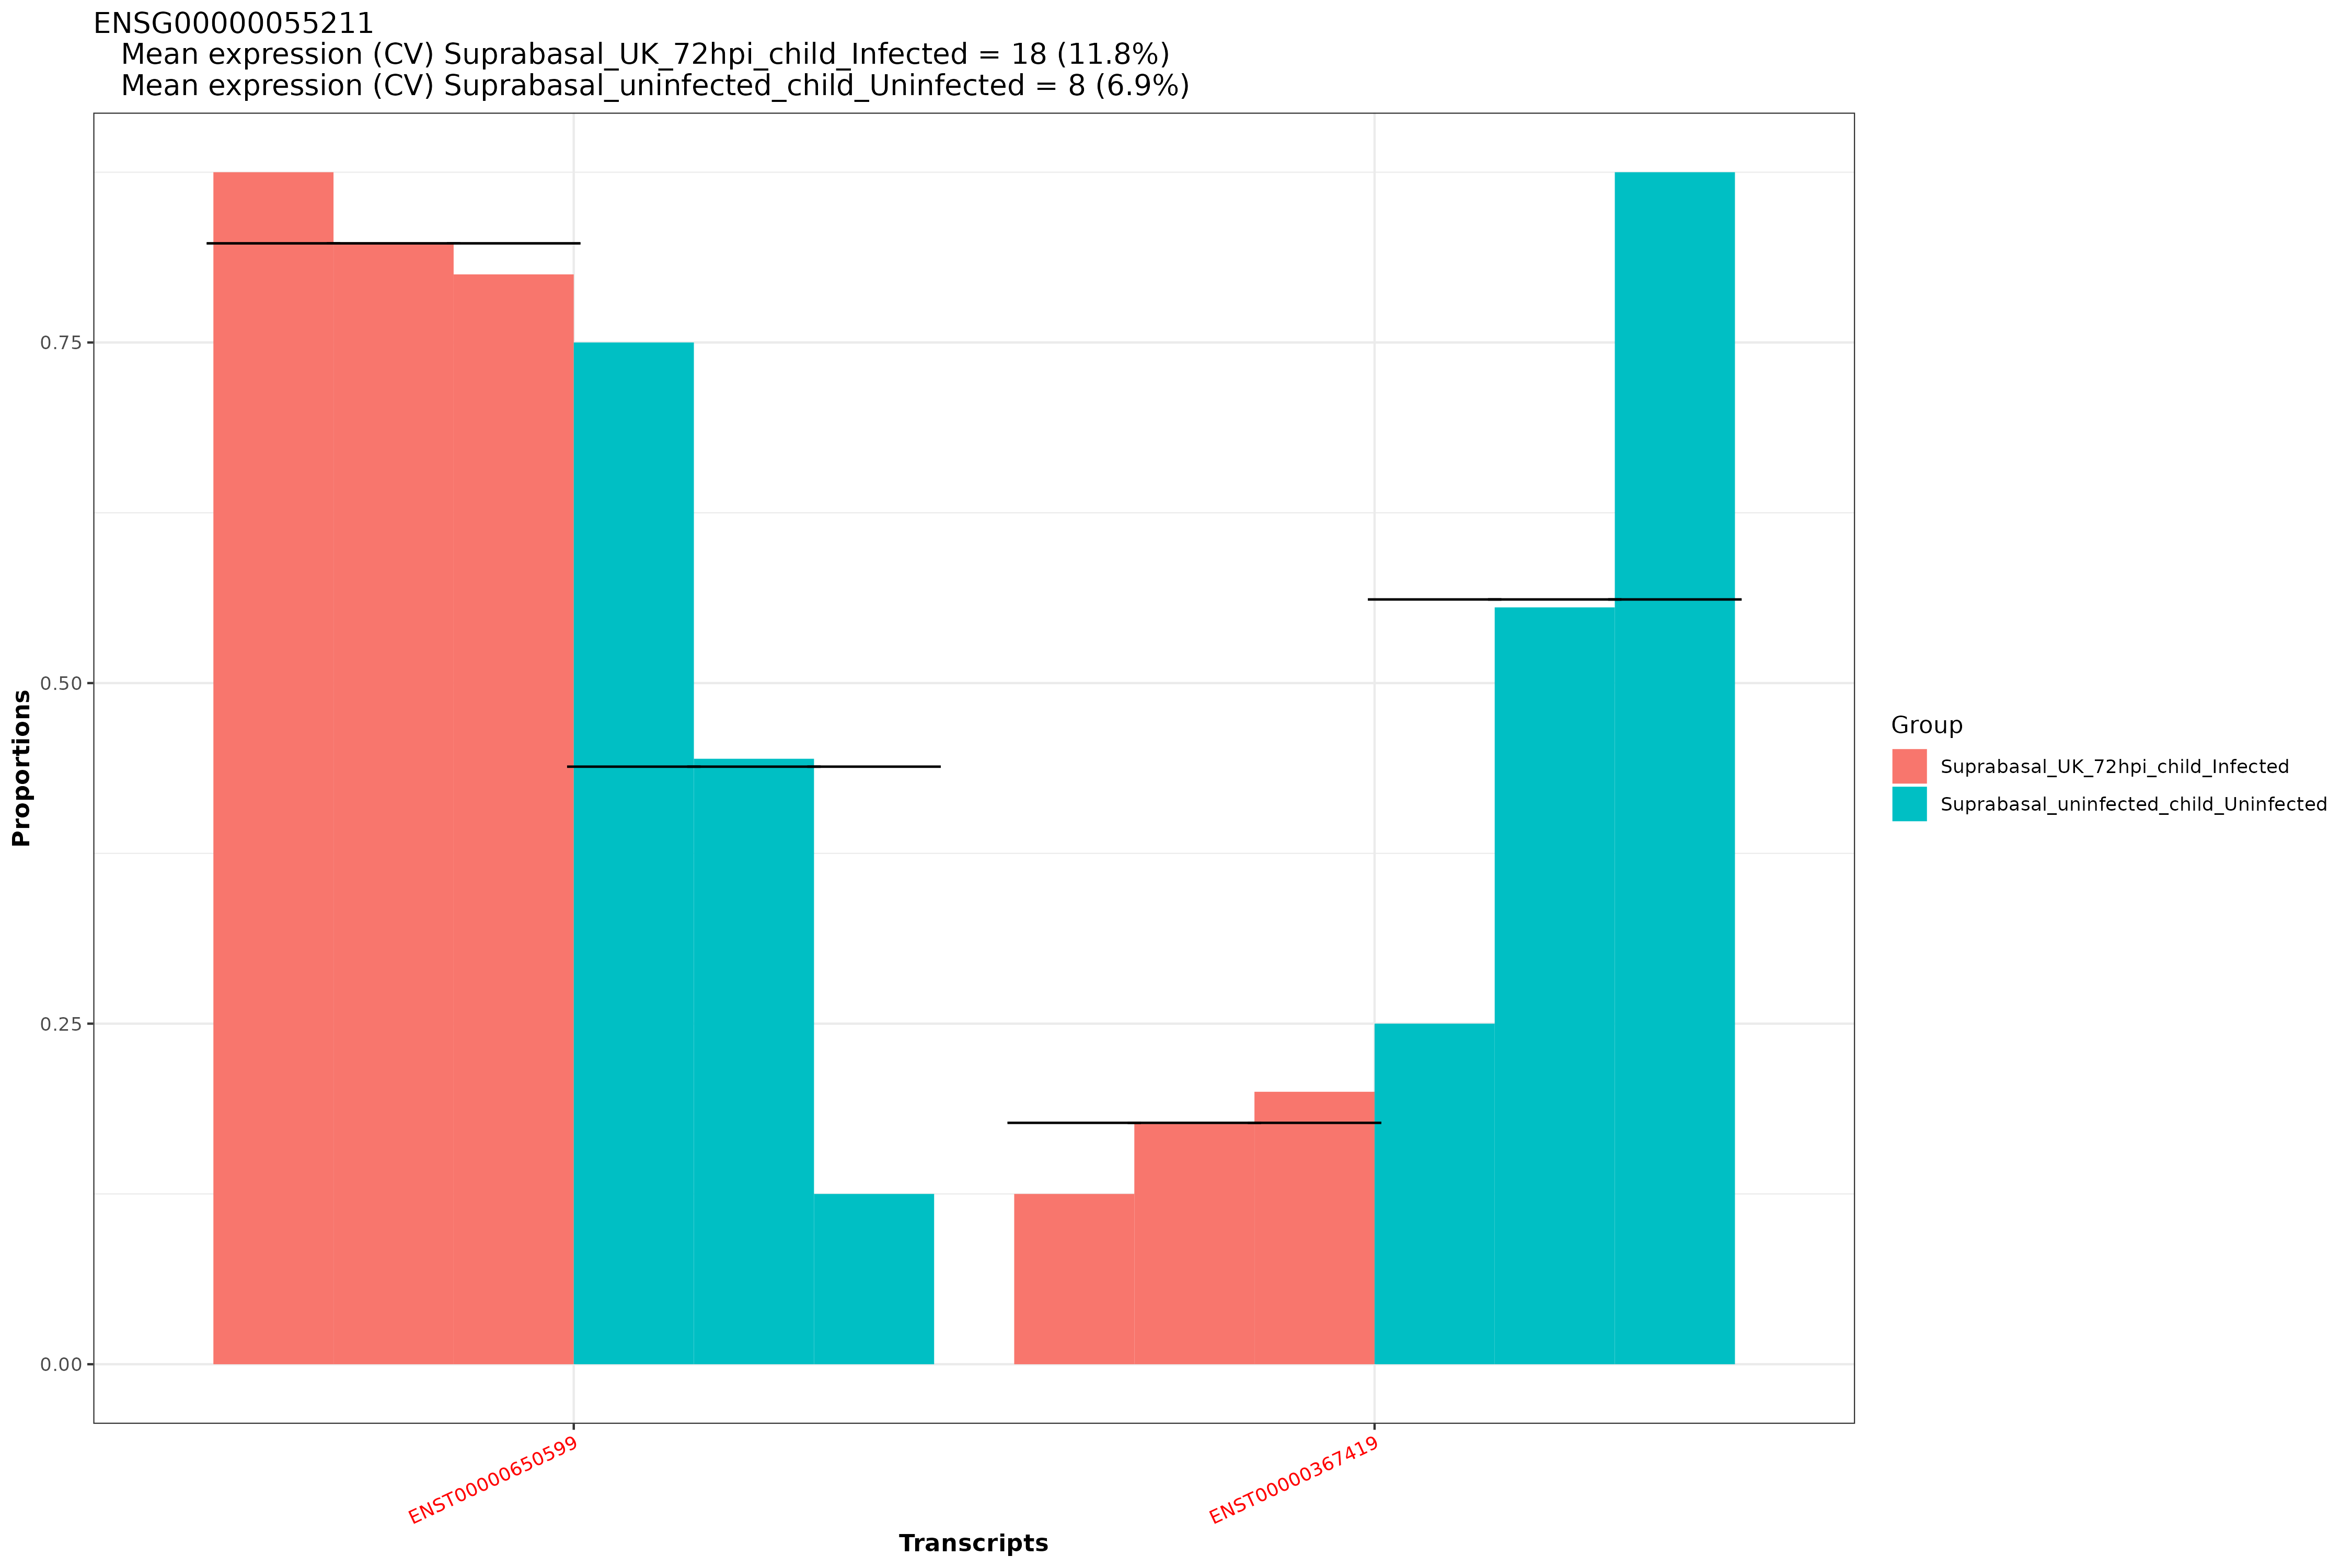 ENSG00000055211
Mean expression (CV) Suprabasal_UK_72hpi_child_Infected = 18 (11.8%)
Mean expression (CV) Suprabasal_uninfected_child_Uninfected = 8 (6.9%)
0.75
0.50
0.25
0.00
Proportions
ENST00000650599
ENST00000367419
Transcripts
Group
Suprabasal_UK_72hpi_child_Infected
Suprabasal_uninfected_child_Uninfected